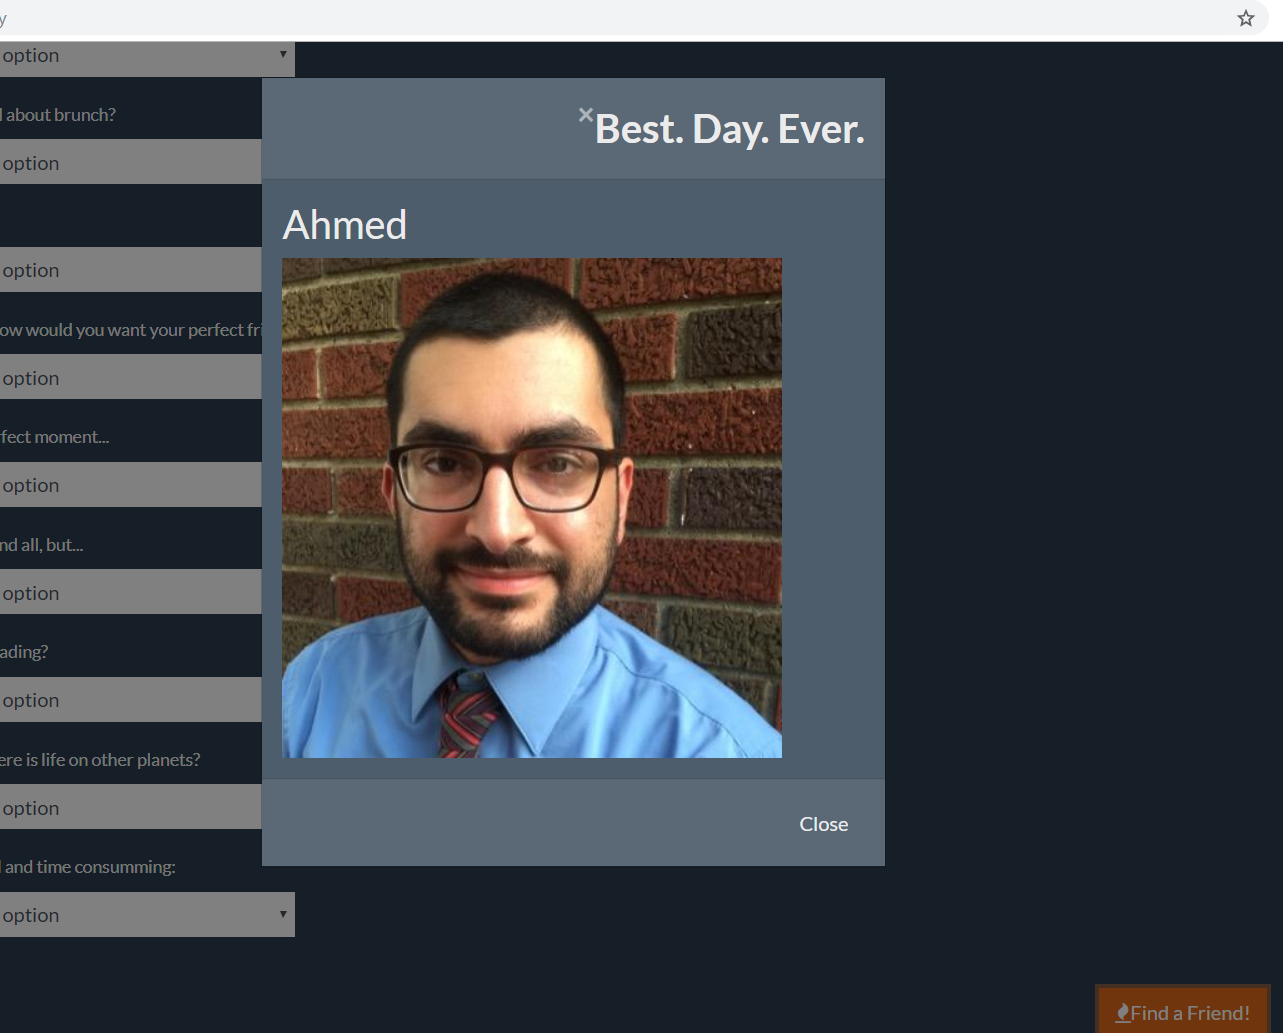 y
option
about brunch?
option
option
ow would you want your perfect fri
option
fect moment...
option
nd all, but...
option
ading?
option
ere is life on other planets?
option
and time consumming:
option
×Best. Day. Ever.
Ahmed
Close
Find a Friend!